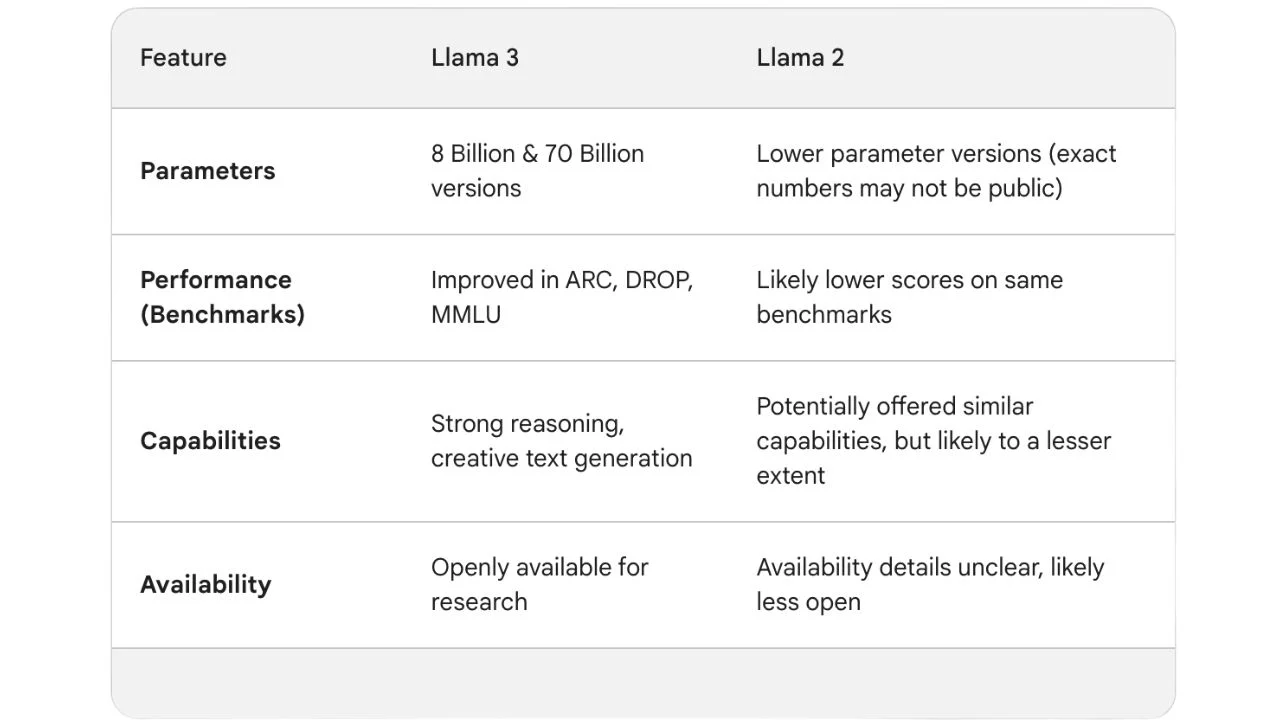 Feature Llama 3 Llama 2
Parameters
8 Billion & 70 Billion
versions
Lower parameter versions (exact
numbers may not be public)
Performance
(Benchmarks)
Improved in ARC, DROP,
MMLU
Likely lower scores on same
benchmarks
Capabilities
Strong reasoning,
creative text generation
Potentially offered similar
capabilities, but likely to a lesser
extent
Availability
Openly available for
research
Availability details unclear, likely
less open